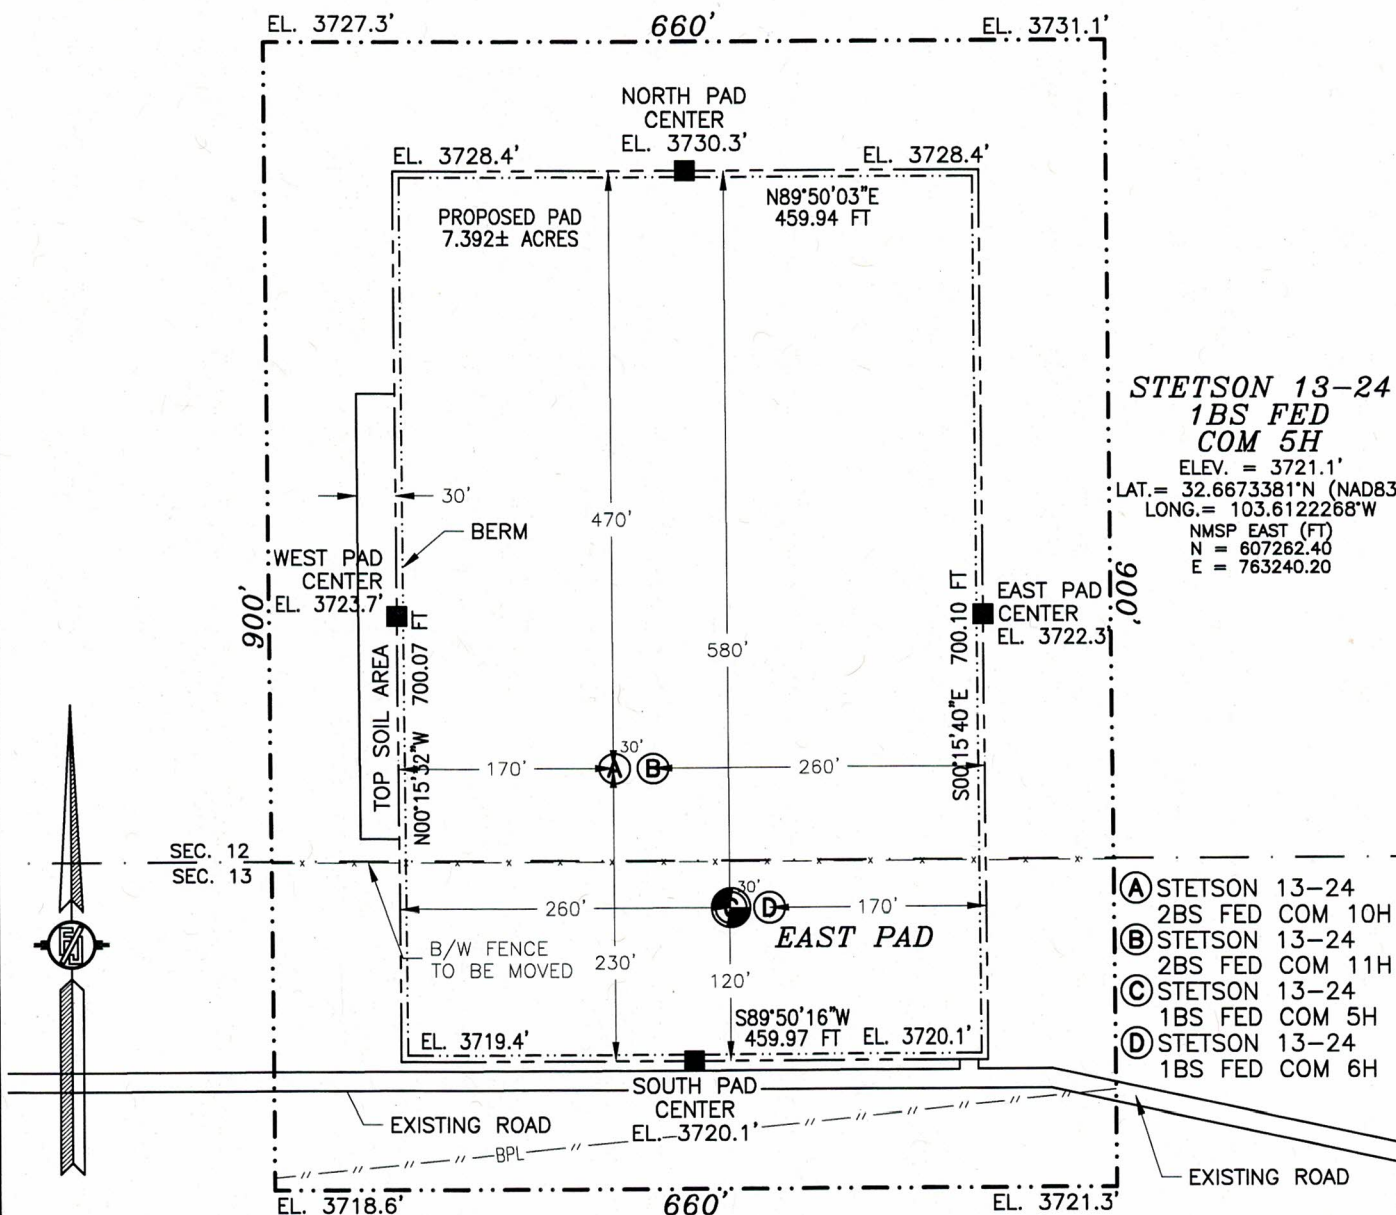 EL. 3727.3'
660'
EL. 3731.1'
NORTH PAD
CENTER
EL. 3730.3'
EL. 3728.4'
EL. 3728.4'
N89°50'03"E
459.94 FT
PROPOSED PAD
7.392± ACRES
STETSON 13-24
1BS FED
COM 5H
ELEV. = 3721.1'
LAT.= 32.6673381°N (NAD83
LONG.= 103.6122268°W
NMSP EAST (FT)
N = 607262.40
E = 763240.20
30'
470'
BERM
WEST PAD
CENTER
EL. 3723.7'
900'
900'
EAST PAD
CENTER
EL. 3722.3'
580'
TOP SOIL AREA
N00°15'32"W 700.07 FT
S00°15'40"E 700.10 FT
170'
A
30'
B
260'
SEC. 12
SEC. 13
260'
C
30'
D
170'
EAST PAD
B/W FENCE
TO BE MOVED
230'
120'
A STETSON 13-24
2BS FED COM 10H
B STETSON 13-24
2BS FED COM 11H
C STETSON 13-24
1BS FED COM 5H
D STETSON 13-24
1BS FED COM 6H
S89°50'16"W
459.97 FT
EL. 3719.4'
EL. 3720.1'
SOUTH PAD
CENTER
EL. 3720.1'
EXISTING ROAD
BPL
EXISTING ROAD
EL. 3718.6'
660'
EL. 3721.3'